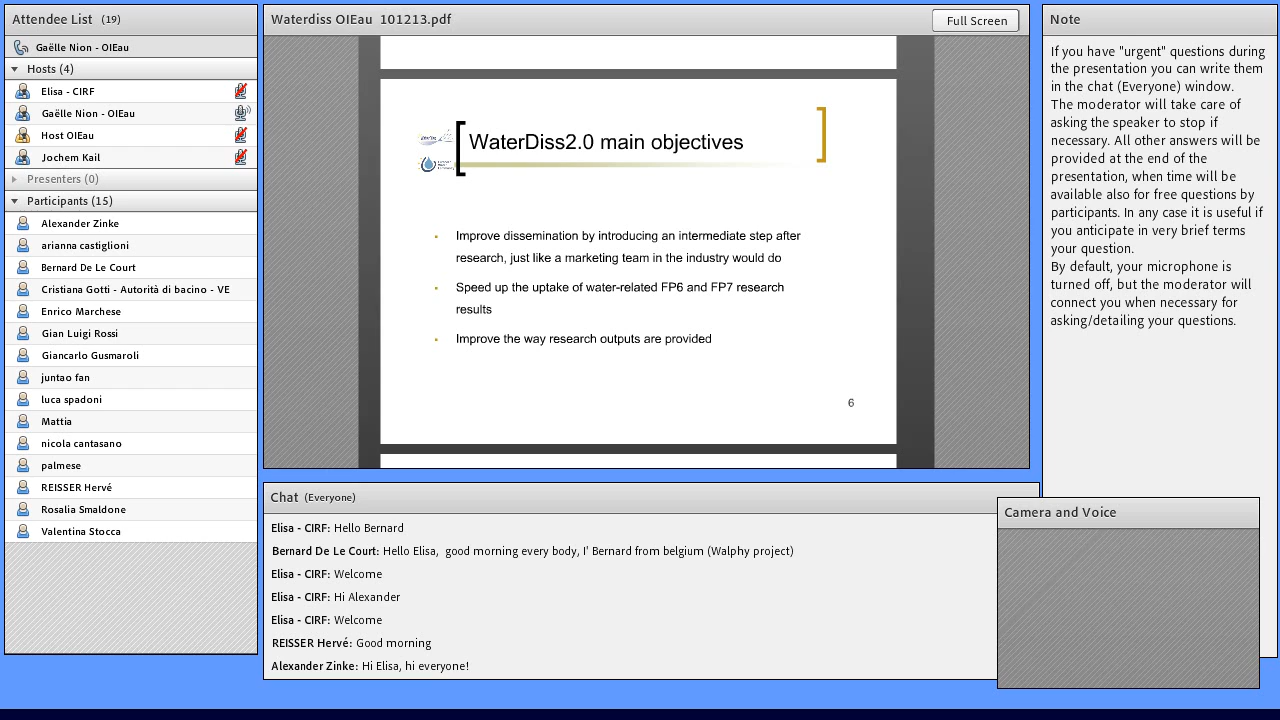 Attendee List (19)
Gaëlle Nion - OIEau
Hosts (4)
Elisa - CIRF
Gaëlle Nion - OIEau
Host OIEau
Jochem Kail
Presenters (0)
Participants (15)
Alexander Zinke
arianna castiglioni
Bernard De Le Court
Cristiana Gotti - Autorità di bacino - VE
Enrico Marchese
Gian Luigi Rossi
Giancarlo Gusmaroli
juntao fan
luca spadoni
Mattia
nicola cantasano
palmese
REISSER Hervé
Rosalia Smaldone
Valentina Stocca
Waterdiss OIEau 101213.pdf
Full Screen
WaterDiss2.0 main objectives
Improve dissemination by introducing an intermediate step after
research, just like a marketing team in the industry would do
Speed up the uptake of water-related FP6 and FP7 research
results
Improve the way research outputs are provided
6
Chat (Everyone)
Elisa - CIRF: Hello Bernard
Bernard De Le Court: Hello Elisa, good morning every body, I' Bernard from belgium (Walphy project)
Elisa - CIRF: Welcome
Elisa - CIRF: Hi Alexander
Elisa - CIRF: Welcome
REISSER Hervé: Good morning
Alexander Zinke: Hi Elisa, hi everyone!
Note
If you have "urgent" questions during
the presentation you can write them
in the chat (Everyone) window.
The moderator will take care of
asking the speaker to stop if
necessary. All other answers will be
provided at the end of the
presentation, when time will be
available also for free questions by
participants. In any case it is useful if
you anticipate in very brief terms
your question.
By default, your microphone is
turned off, but the moderator will
connect you when necessary for
asking/detailing your questions.
Camera and Voice